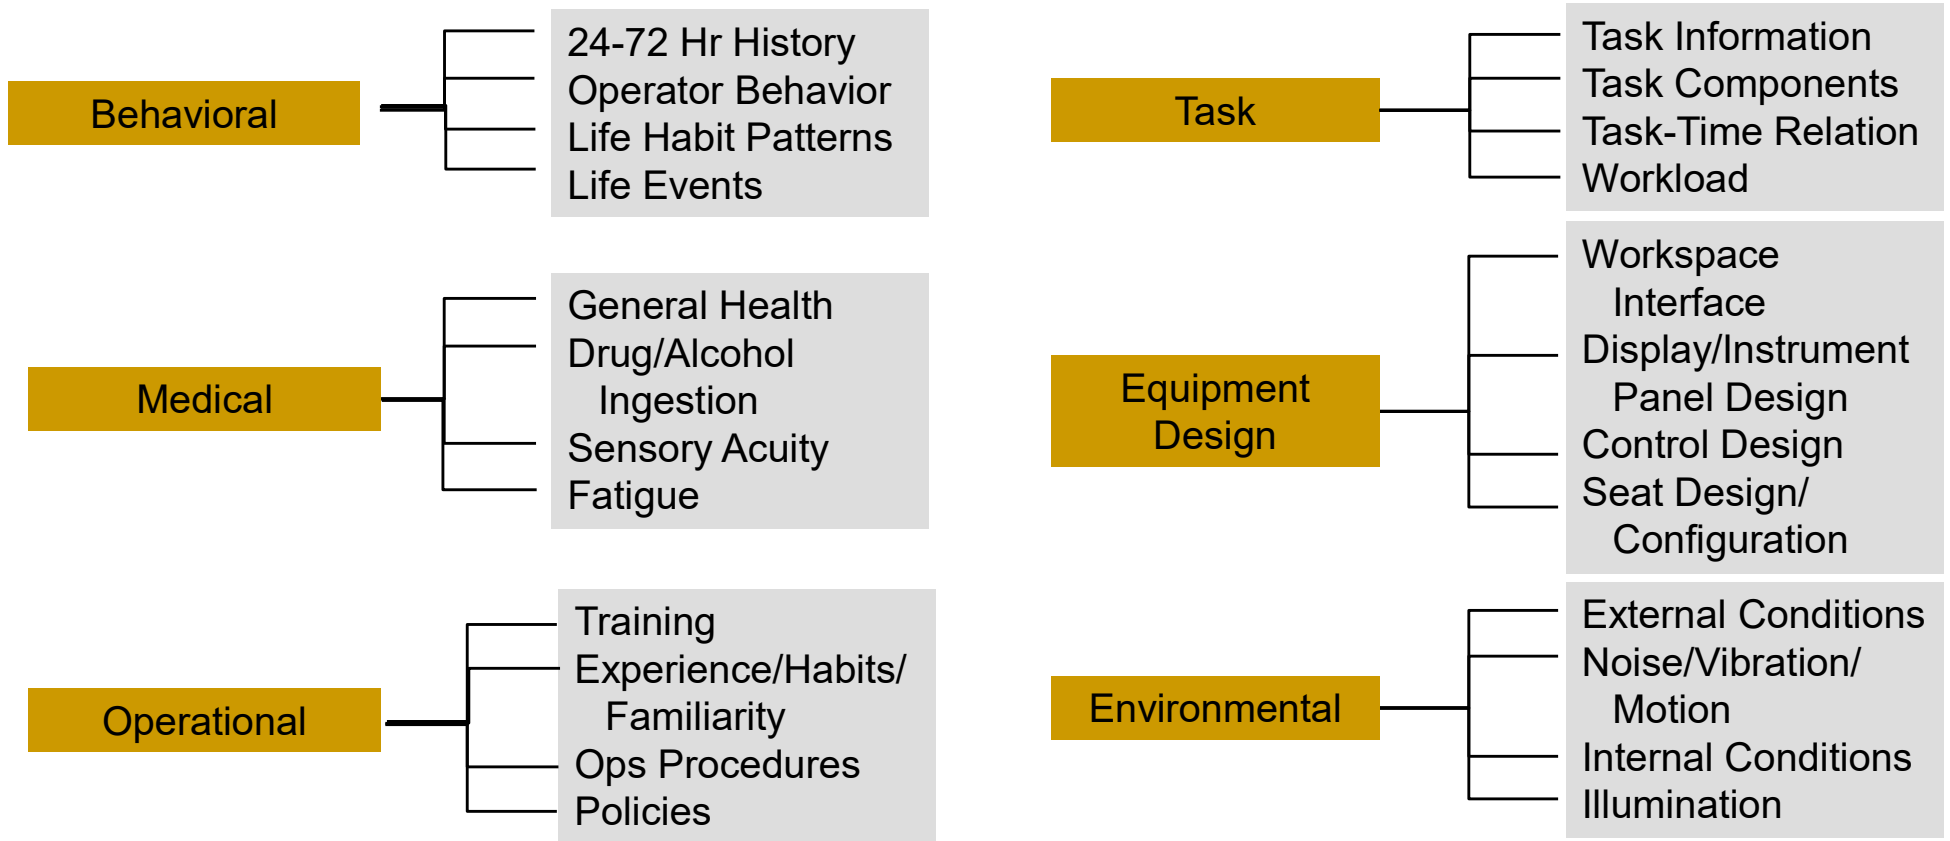 Behavioral
24-72 Hr History
Operator Behavior
Life Habit Patterns
Life Events
Medical
General Health
Drug/Alcohol
Ingestion
Sensory Acuity
Fatigue
Operational
Training
Experience/Habits/
Familiarity
Ops Procedures
Policies
Task
Task Information
Task Components
Task-Time Relation
Workload
Equipment
Design
Workspace
Interface
Display/Instrument
Panel Design
Control Design
Seat Design/
Configuration
Environmental
External Conditions
Noise/Vibration/
Motion
Internal Conditions
Illumination